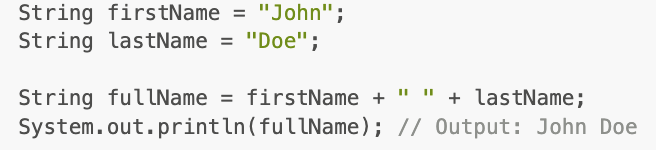 String firstName = "John";
String lastName = "Doe";
String fullName = firstName + " " + lastName;
System.out.println(fullName); // Output: John Doe